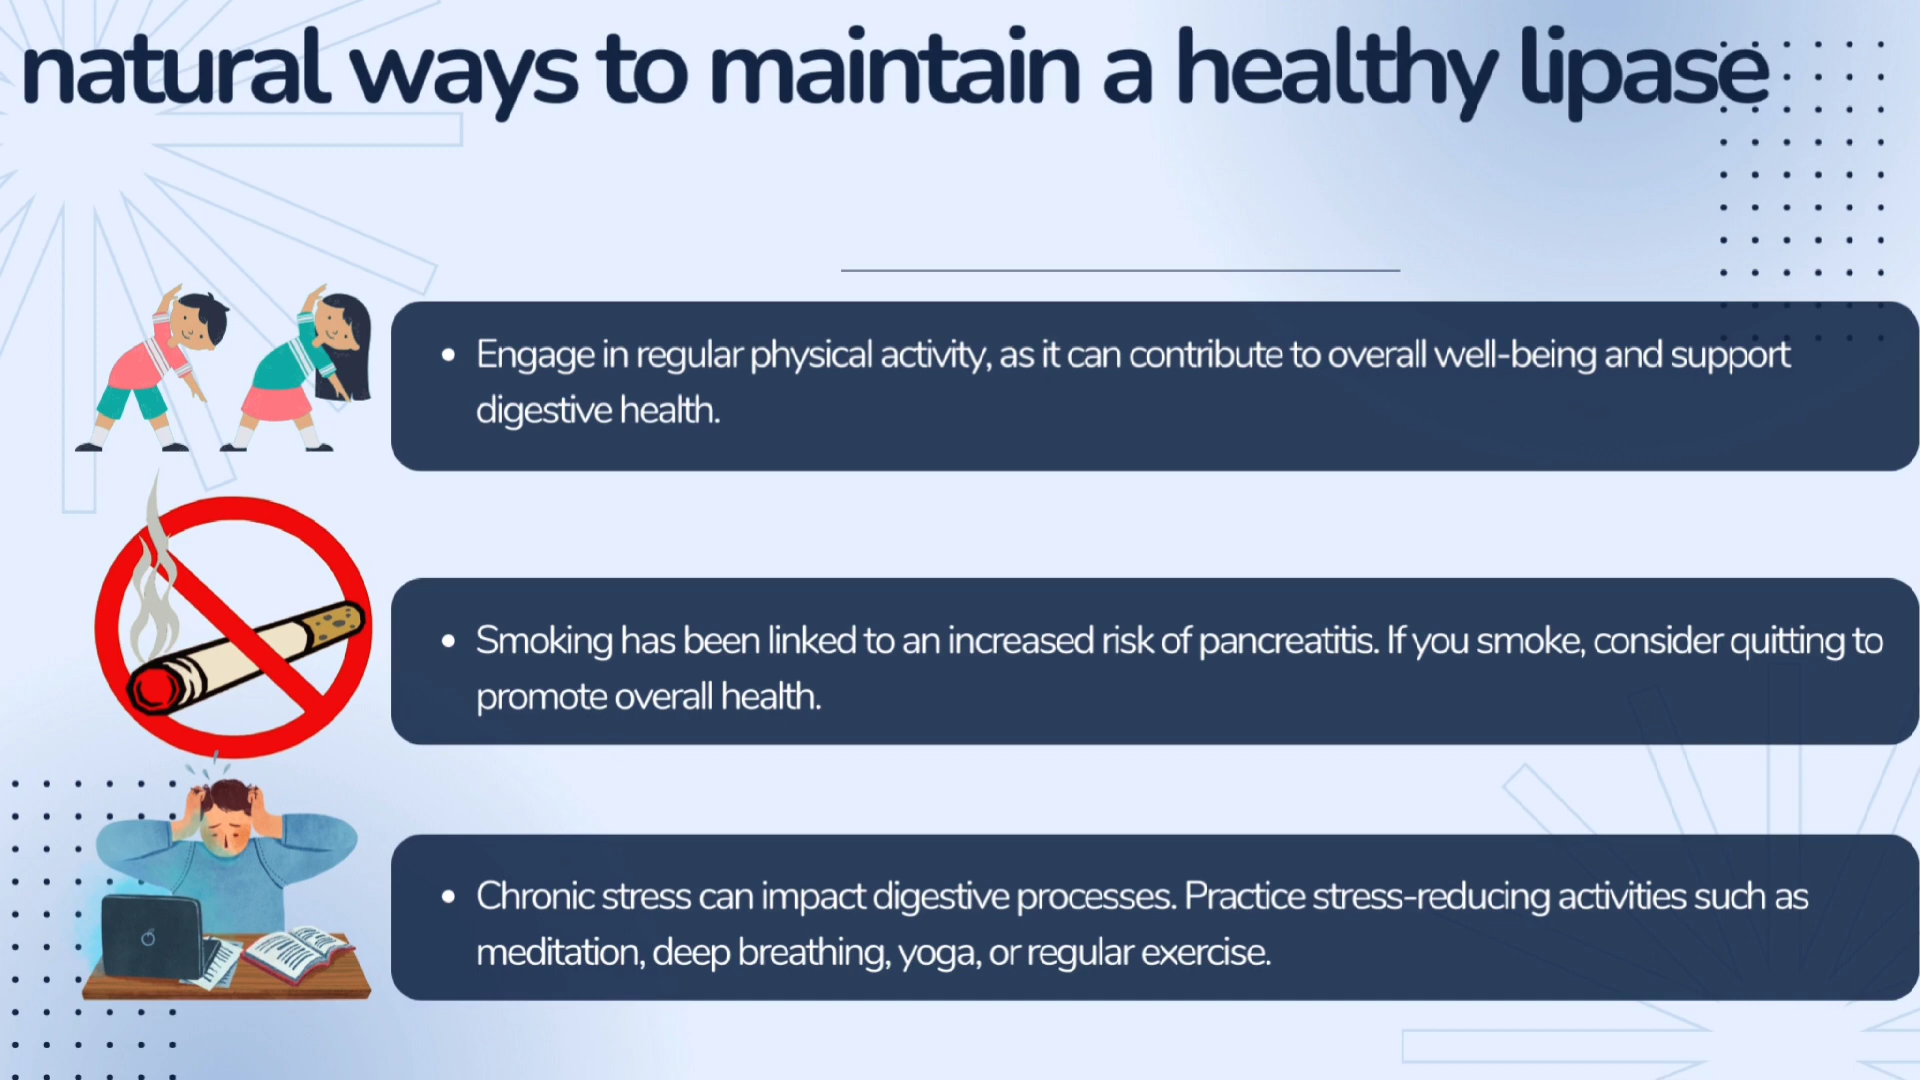 natural ways to maintain a healthy lipase
• Engage in regular physical activity, as it can contribute to overall well-being and support
digestive health.
• Smoking has been linked to an increased risk of pancreatitis. If you smoke, consider quitting to
promote overall health.
• Chronic stress can impact digestive processes. Practice stress-reducing activities such as
meditation, deep breathing, yoga, or regular exercise.